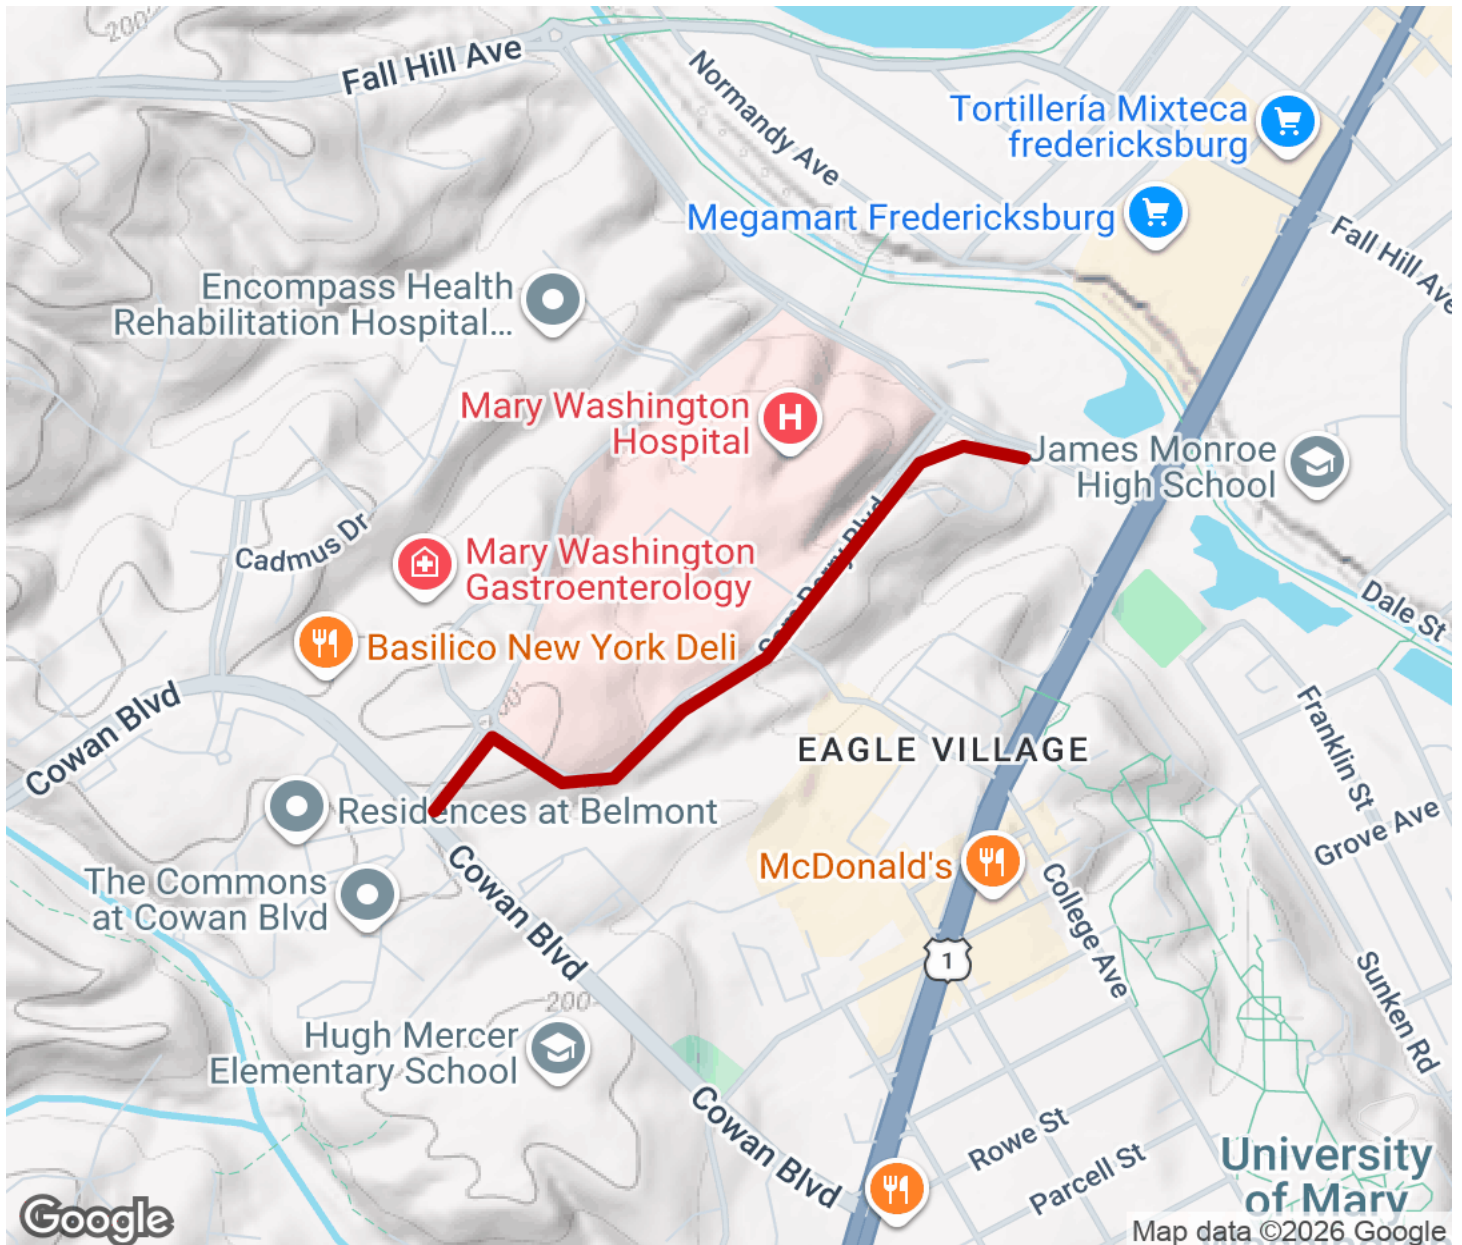 200'
Fall Hill Ave
Normandy Ave
Tortillería Mixteca
fredericksburg
Megamart Fredericksburg
Fall Hill Ave
Encompass Health
Rehabilitation Hospital...
Mary Washington
Hospital
H
James Monroe
High School
Cadmus Dr
Mary Washington
Gastroenterology
Basilico New York Deli
Dale St
Cowan Blvd
EAGLE VILLAGE
Franklin St
Residences at Belmont
Grove Ave
McDonald's
The Commons
at Cowan Blvd
Cowan Blvd
College Ave
1
200
Sunken Rd
Hugh Mercer
Elementary School
Cowan Blvd
Rowe St
Parcell St
University
of Mary
Google
Map data ©2026 Google